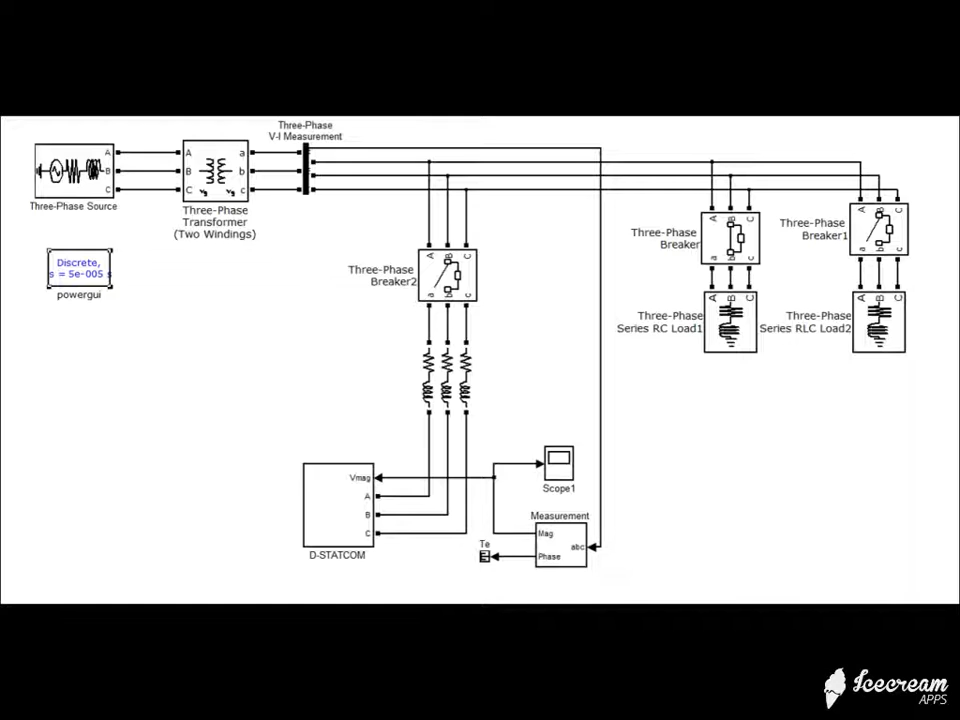 Three-Phase
V-I Measurement
A
B
C
Three-Phase Source
A
B
C
a
b
c
Three-Phase
Transformer
(Two Windings)
Discrete,
s = 5e-005 s
powergui
Three-Phase
Breaker2
A
B
C
a
b
c
Three-Phase
Breaker
A
B
C
a
b
c
Three-Phase
Breaker1
A
B
C
a
b
c
Three-Phase
Series RC Load1
A
B
C
Three-Phase
Series RLC Load2
A
B
C
Vmag
A
B
C
D-STATCOM
Scope1
Measurement
Mag
Phase
abc
Te
Icecream
APPS